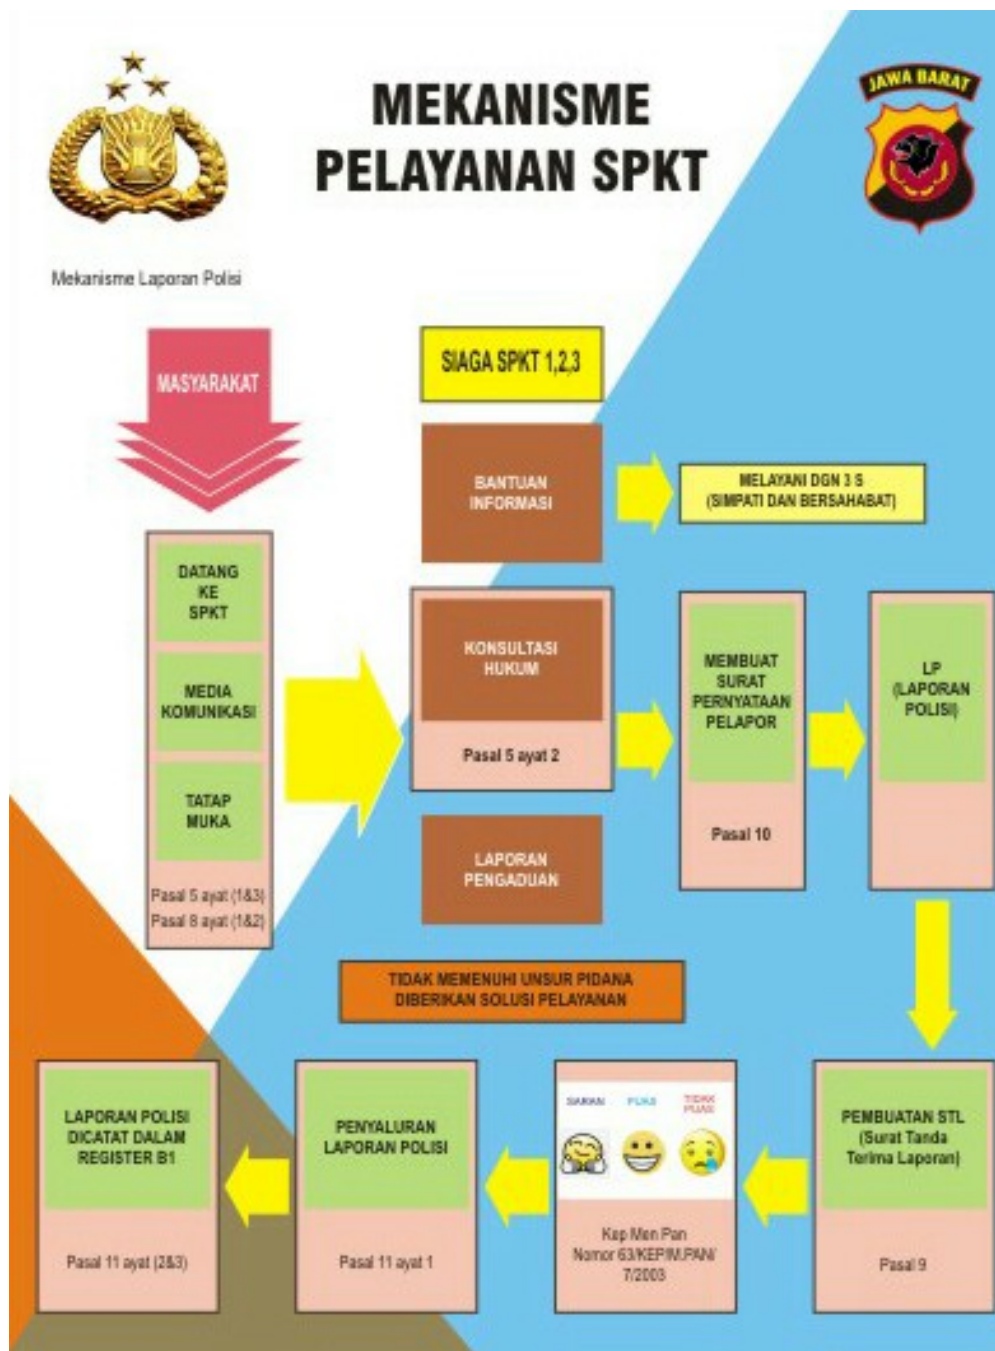 MEKANISME
PELAYANAN SPKT
JAWA BARAT
Mekanisme Laporan Polisi
MASYARAKAT
SIAGA SPKT 1,2,3
BANTUAN
INFORMASI
MELAYANI DGN 3 S
(SIMPATI DAN BERSAHABAT)
DATANG
KE
SPKT
MEDIA
KOMUNIKASI
TATAP
MUKA
Pasal 5 ayat (1&3)
Pasal 8 ayat (1&2)
KONSULTASI
HUKUM
Pasal 5 ayat 2
LAPORAN
PENGADUAN
MEMBUAT
SURAT
PERNYATAAN
PELAPOR
Pasal 10
LP
(LAPORAN
POLISI)
TIDAK MEMENUHI UNSUR PIDANA
DIBERIKAN SOLUSI PELAYANAN
PEMBUATAN STL
(Surat Tanda
Terima Laporan)
Pasal 9
SARAN
PUAS
TIDAK
PUAS
Kep Men Pan
Nomor 63/KEP/M.PAN/
7/2003
PENYALURAN
LAPORAN POLISI
Pasal 11 ayat 1
LAPORAN POLISI
DICATAT DALAM
REGISTER B1
Pasal 11 ayat (2&3)